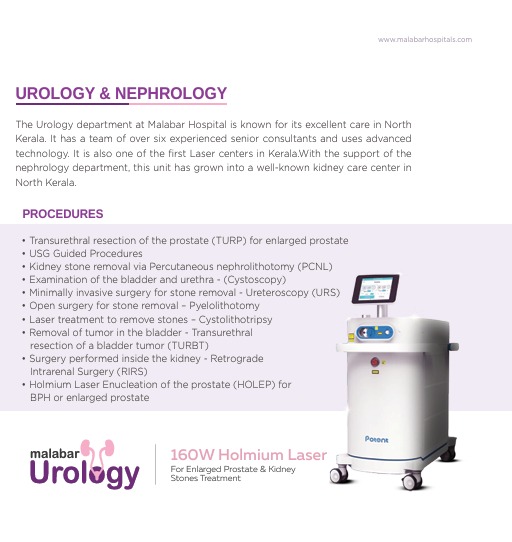 www.malabarhospitals.com
UROLOGY & NEPHROLOGY
The Urology department at Malabar Hospital is known for its excellent care in North
Kerala. It has a team of over six experienced senior consultants and uses advanced
technology. It is also one of the first Laser centers in Kerala.With the support of the
nephrology department, this unit has grown into a well-known kidney care center in
North Kerala.
PROCEDURES
• Transurethral resection of the prostate (TURP) for enlarged prostate
• USG Guided Procedures
• Kidney stone removal via Percutaneous nephrolithotomy (PCNL)
• Examination of the bladder and urethra - (Cystoscopy)
• Minimally invasive surgery for stone removal - Ureteroscopy (URS)
• Open surgery for stone removal – Pyelolithotomy
• Laser treatment to remove stones – Cystolithotripsy
• Removal of tumor in the bladder - Transurethral
resection of a bladder tumor (TURBT)
• Surgery performed inside the kidney - Retrograde
Intrarenal Surgery (RIRS)
• Holmium Laser Enucleation of the prostate (HOLEP) for
BPH or enlarged prostate
Potent
malabar
Urology
160W Holmium Laser
For Enlarged Prostate & Kidney
Stones Treatment